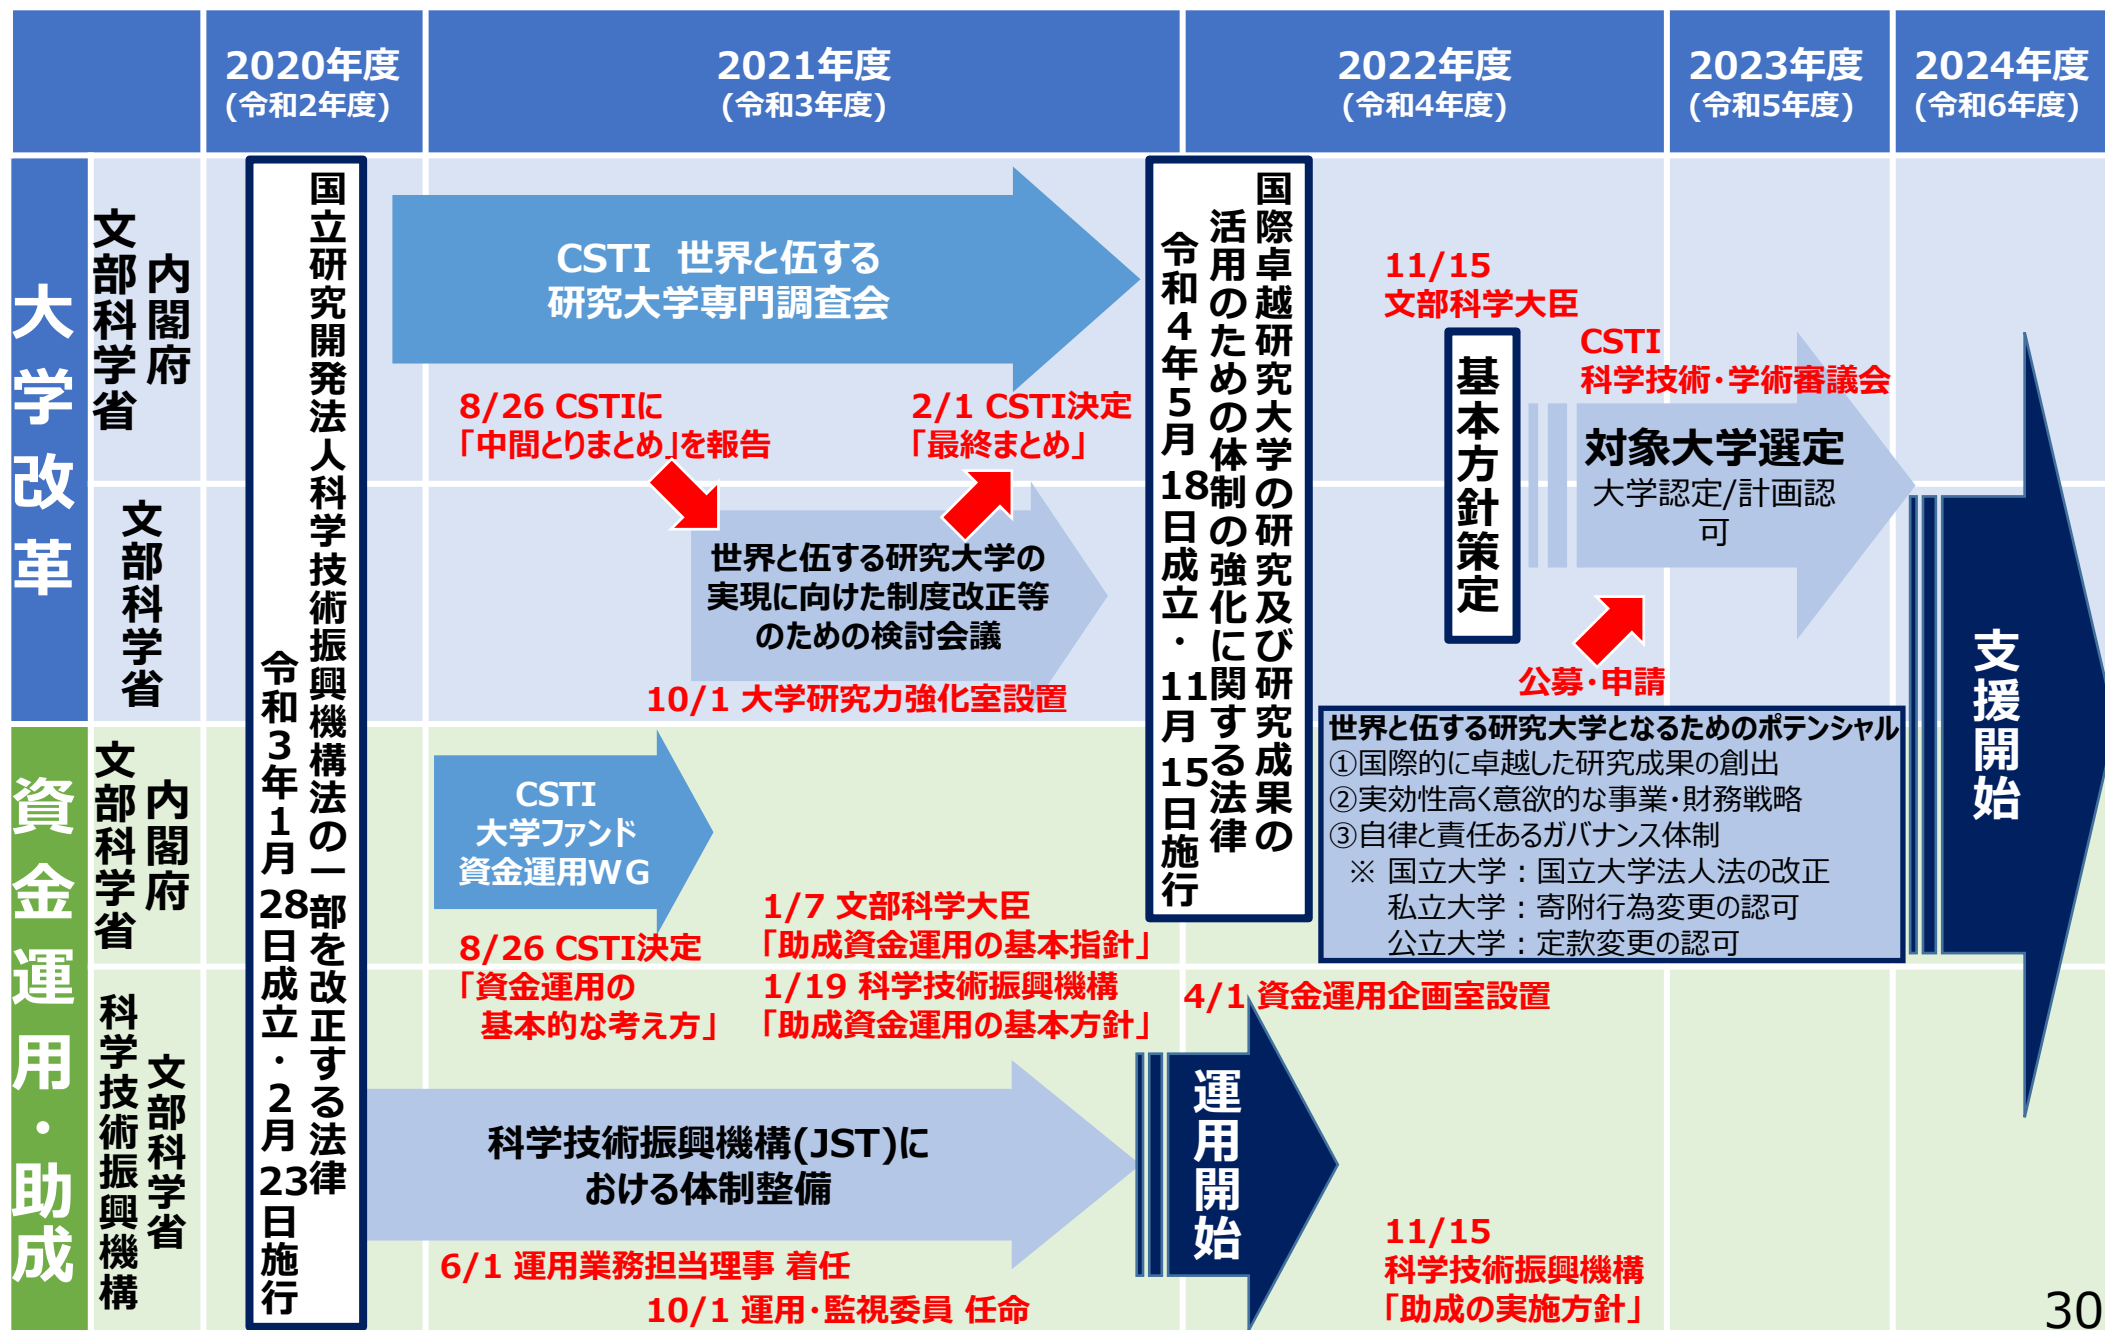 2020年度
(令和2年度)
2021年度
(令和3年度)
2022年度
(令和4年度)
2023年度
(令和5年度)
2024年度
(令和6年度)
大学改革
内閣府
文部科学省
文部科学省
資金運用・助成
内閣府
文部科学省
文部科学省
科学技術振興機構
国立研究開発法人科学技術振興機構法の一部を改正する法律
令和3年1月28日成立・2月23日施行
CSTI 世界と伍する
研究大学専門調査会
8/26 CSTIに
「中間とりまとめ」を報告
2/1 CSTI決定
「最終まとめ」
世界と伍する研究大学の
実現に向けた制度改正等
のための検討会議
10/1 大学研究力強化室設置
国際卓越研究大学の研究及び研究成果の
活用のための体制の強化に関する法律
令和4年5月18日成立・11月15日施行
11/15
文部科学大臣
基本方針策定
CSTI
科学技術・学術審議会
対象大学選定
大学認定/計画認
可
公募・申請
世界と伍する研究大学となるためのポテンシャル
①国際的に卓越した研究成果の創出
②実効性高く意欲的な事業・財務戦略
③自律と責任あるガバナンス体制
※ 国立大学：国立大学法人法の改正
私立大学：寄附行為変更の認可
公立大学：定款変更の認可
支援開始
CSTI
大学ファンド
資金運用WG
8/26 CSTI決定
「資金運用の
基本的な考え方」
1/7 文部科学大臣
「助成資金運用の基本指針」
1/19 科学技術振興機構
「助成資金運用の基本方針」
4/1 資金運用企画室設置
科学技術振興機構(JST)に
おける体制整備
運用開始
6/1 運用業務担当理事 着任
10/1 運用・監視委員 任命
11/15
科学技術振興機構
「助成の実施方針」
30